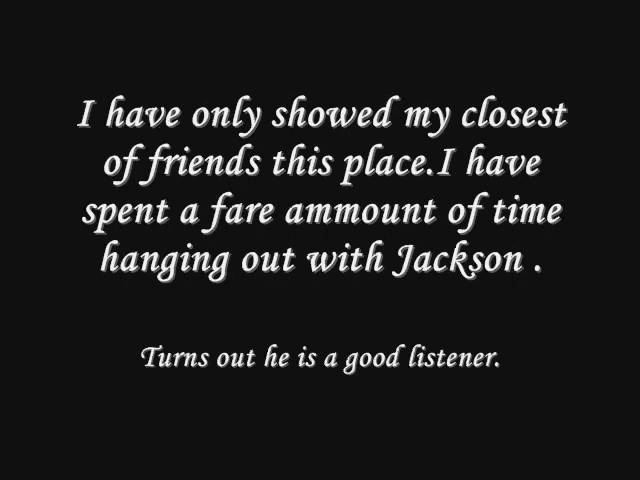 I have only showed my closest
of friends this place.I have
spent a fare ammount of time
hanging out with Jackson .
Turns out he is a good listener.